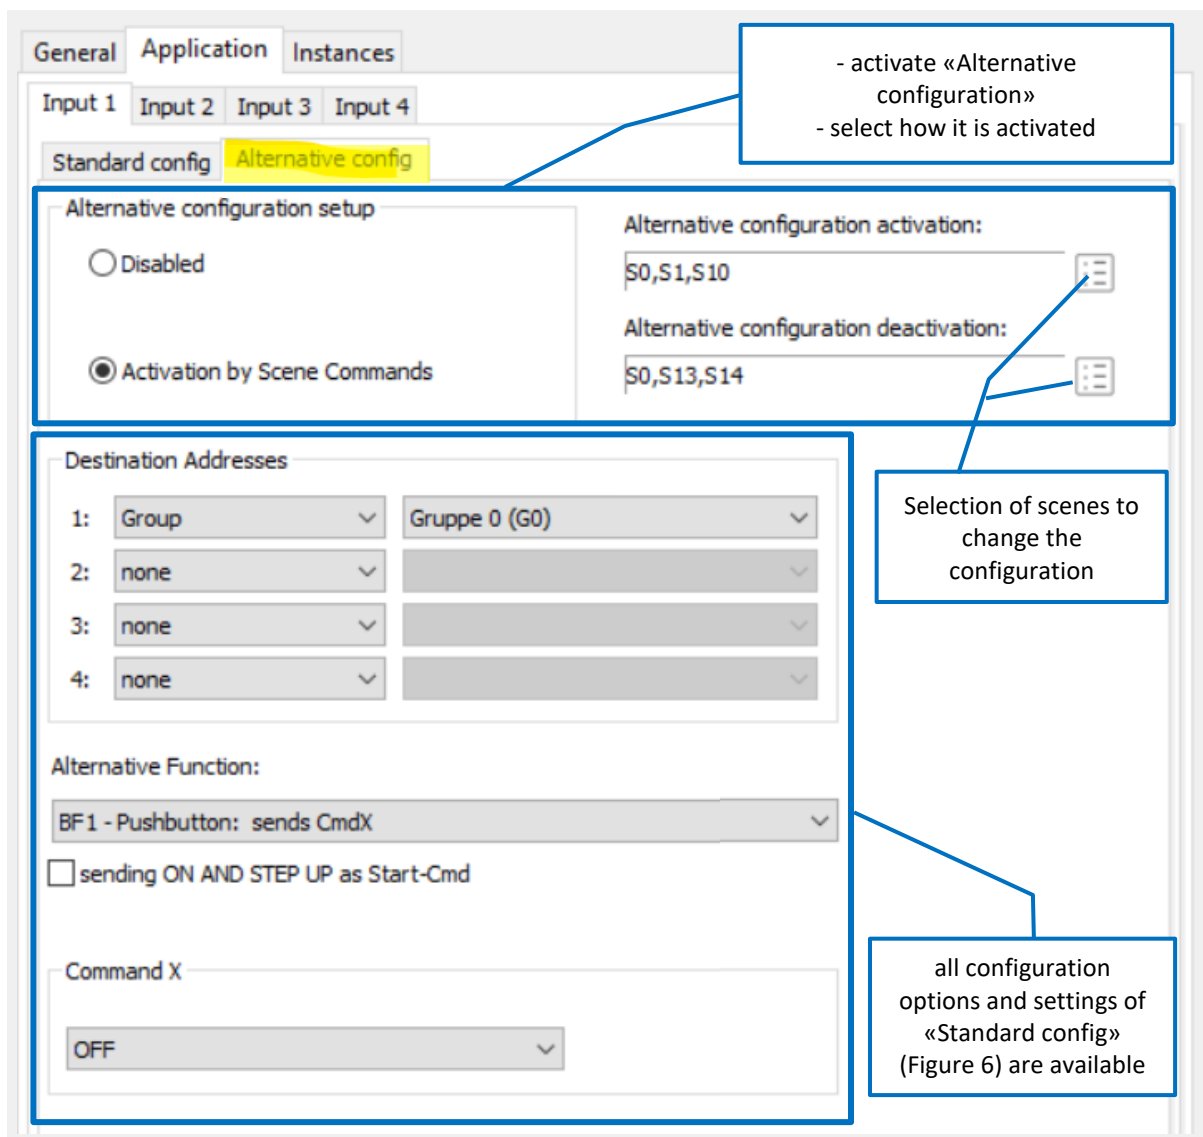 General Application Instances
Input 1 Input 2 Input 3 Input 4
Standard config Alternative config
- activate «Alternative
configuration»
- select how it is activated
Alternative configuration setup
Disabled
Activation by Scene Commands
Alternative configuration activation:
S0,S1,S10
Alternative configuration deactivation:
S0,S13,S14
Selection of scenes to
change the
configuration
Destination Addresses
1: Group Gruppe 0 (G0)
2: none
3: none
4: none
Alternative Function:
BF1 - Pushbutton: sends CmdX
sending ON AND STEP UP as Start-Cmd
Command X
OFF
all configuration
options and settings of
«Standard config»
(Figure 6) are available